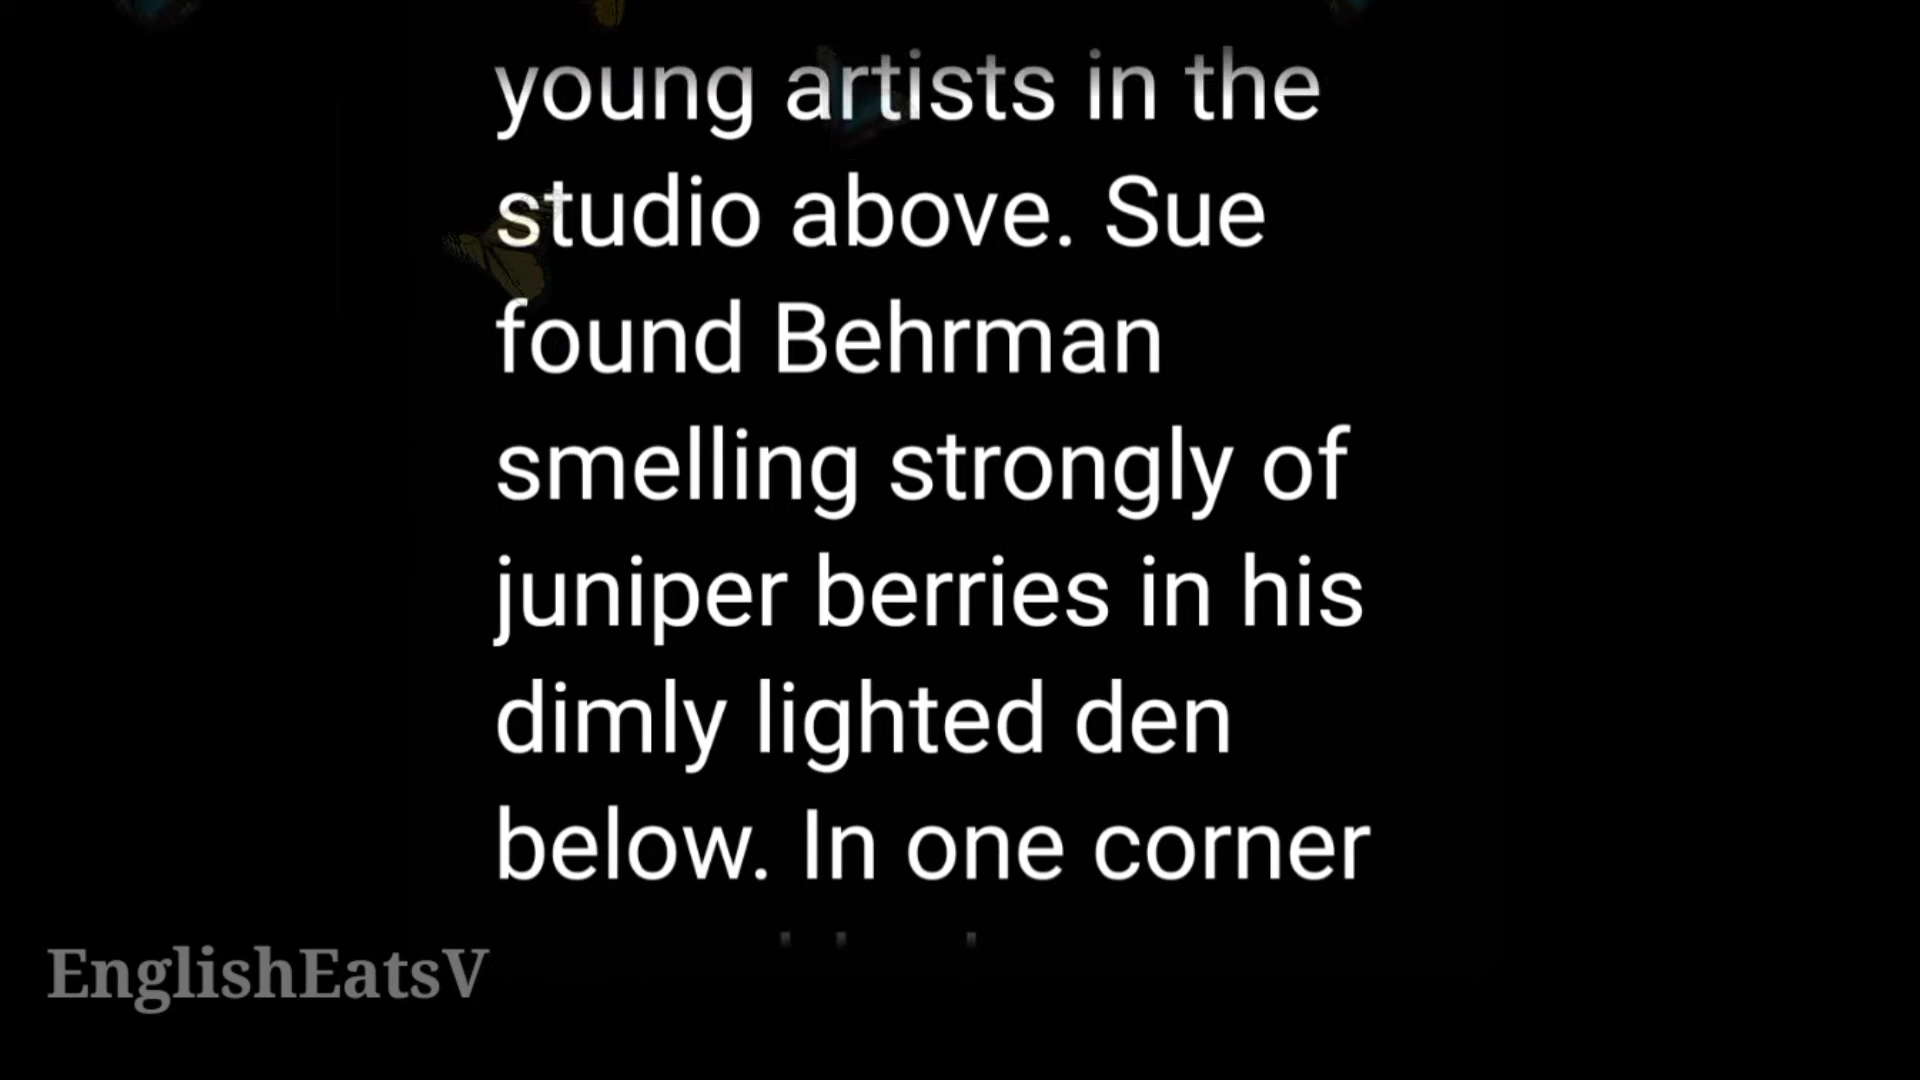 young artists in the
studio above. Sue
found Behrman
smelling strongly of
juniper berries in his
dimly lighted den
below. In one corner
EnglishEatsV